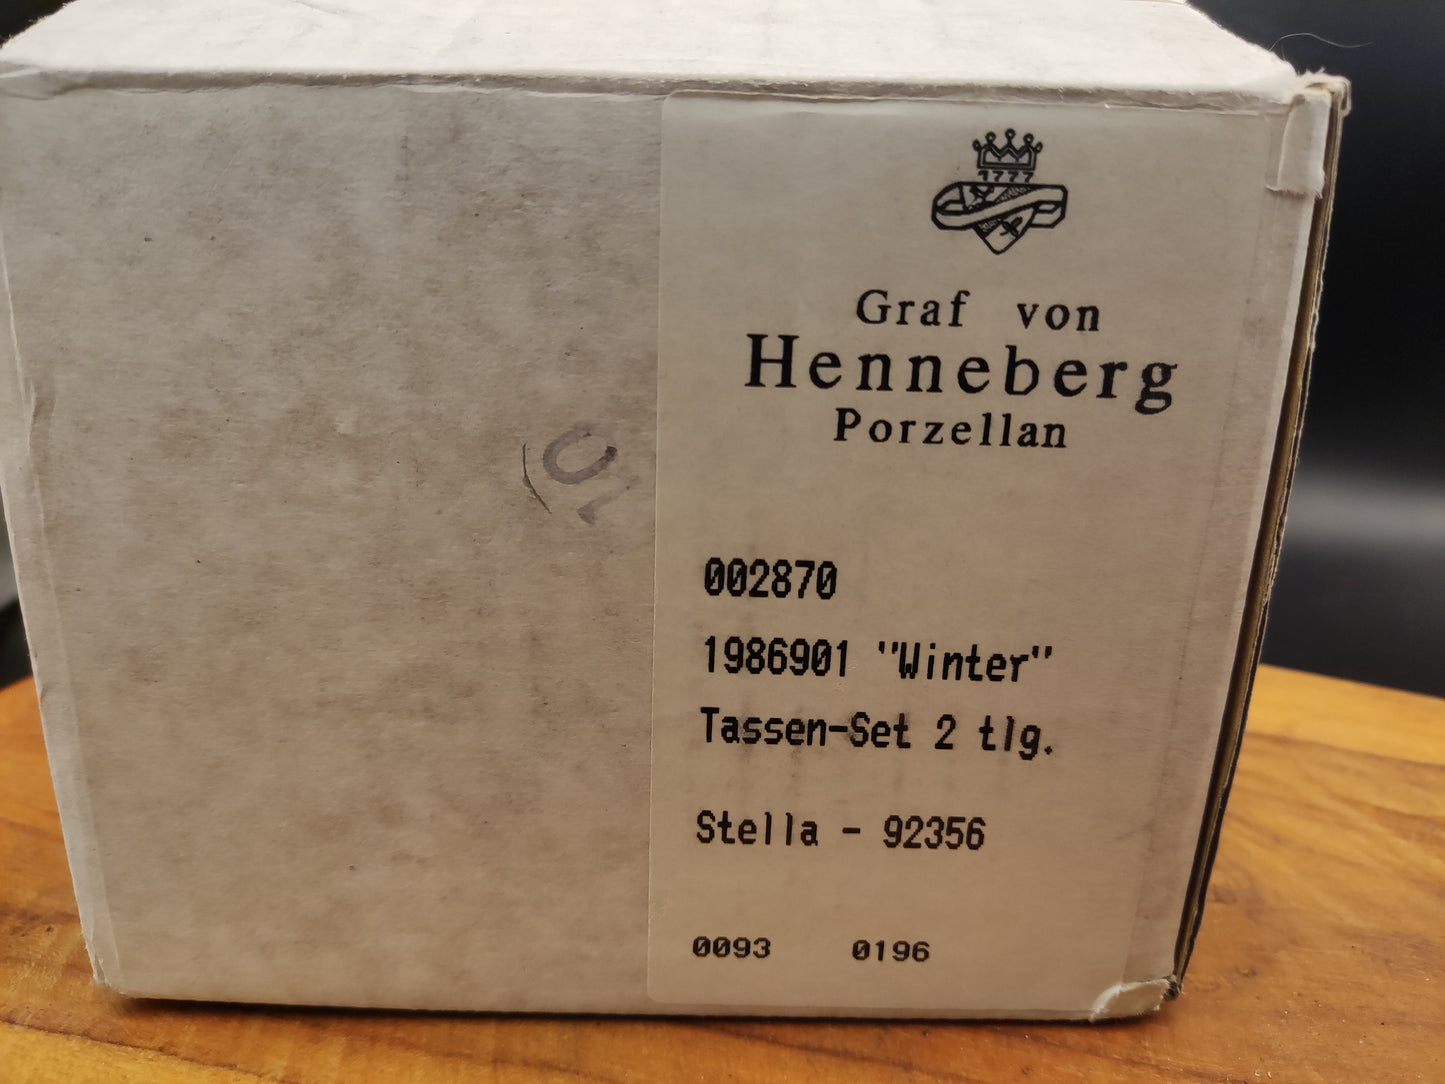 1777
Graf von
Henneberg
Porzellan
002870
1986901 "Winter"
Tassen-Set 2 tlg.
Stella - 92356
0093 0196